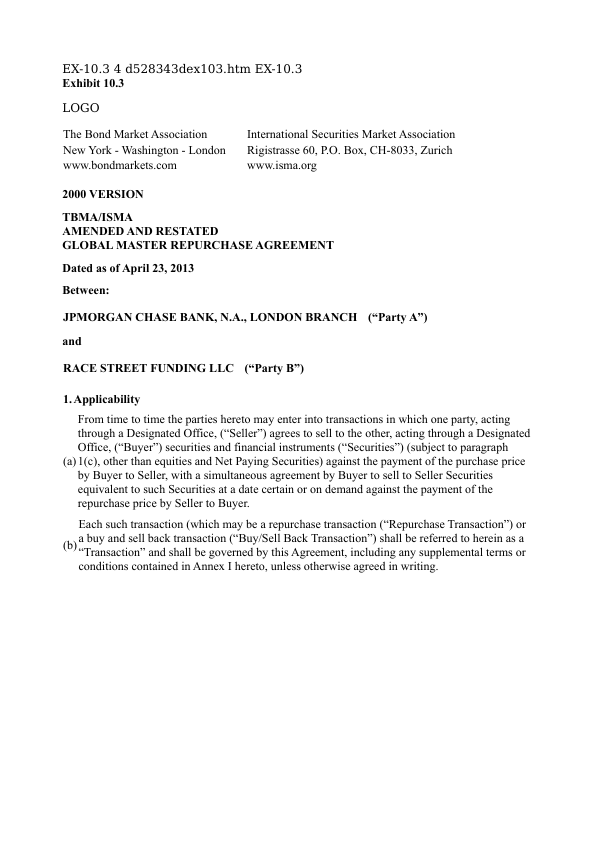 EX-10.3 4 d528343dex103.htm EX-10.3
Exhibit 10.3
LOGO
The Bond Market Association International Securities Market Association
New York - Washington - London Rigistrasse 60, P.O. Box, CH-8033, Zurich
www.bondmarkets.com www.isma.org
2000 VERSION
TBMA/ISMA
AMENDED AND RESTATED
GLOBAL MASTER REPURCHASE AGREEMENT
Dated as of April 23, 2013
Between:
JPMORGAN CHASE BANK, N.A., LONDON BRANCH (“Party A”)
and
RACE STREET FUNDING LLC (“Party B”)
1. Applicability
From time to time the parties hereto may enter into transactions in which one party, acting
through a Designated Office, (“Seller”) agrees to sell to the other, acting through a Designated
Office, (“Buyer”) securities and financial instruments (“Securities”) (subject to paragraph
(a) 1(c), other than equities and Net Paying Securities) against the payment of the purchase price
by Buyer to Seller, with a simultaneous agreement by Buyer to sell to Seller Securities
equivalent to such Securities at a date certain or on demand against the payment of the
repurchase price by Seller to Buyer.
Each such transaction (which may be a repurchase transaction (“Repurchase Transaction”) or
a buy and sell back transaction (“Buy/Sell Back Transaction”) shall be referred to herein as a
(b) “Transaction” and shall be governed by this Agreement, including any supplemental terms or
conditions contained in Annex I hereto, unless otherwise agreed in writing.